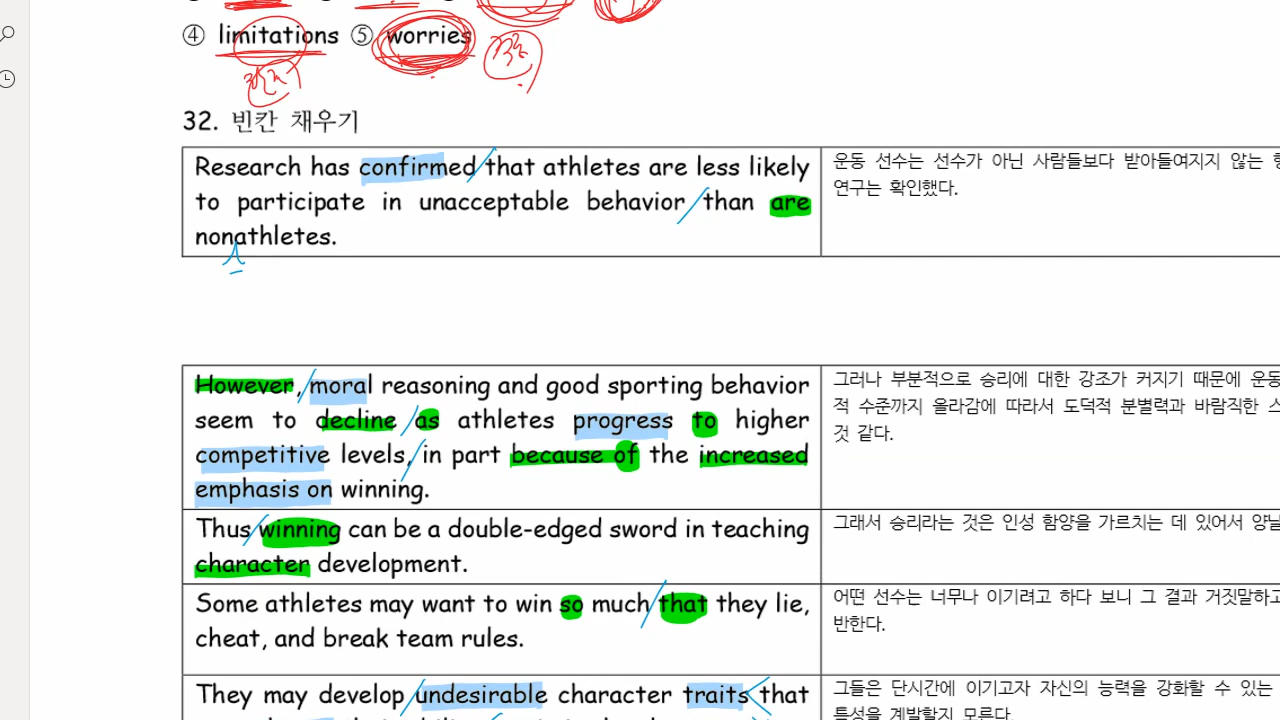 ④ limitations ⑤ worries
32. 빈칸 채우기
Research has confirmed that athletes are less likely
to participate in unacceptable behavior than are
nonathletes.
운동 선수는 선수가 아닌 사람들보다 받아들여지지 않는
연구는 확인했다.
However, moral reasoning and good sporting behavior
seem to decline as athletes progress to higher
competitive levels, in part because of the increased
emphasis on winning.
그러나 부분적으로 승리에 대한 강조가 커지기 때문에 운동
적 수준까지 올라감에 따라서 도덕적 분별력과 바람직한 스
것 같다.
Thus winning can be a double-edged sword in teaching
character development.
그래서 승리라는 것은 인성 함양을 가르치는 데 있어서 양날
Some athletes may want to win so much that they lie,
cheat, and break team rules.
어떤 선수는 너무나 이기려고 하다 보니 그 결과 거짓말하고
반한다.
They may develop undesirable character traits that
그들은 단시간에 이기고자 자신의 능력을 강화할 수 있는
특성을 계발할지 모른다.